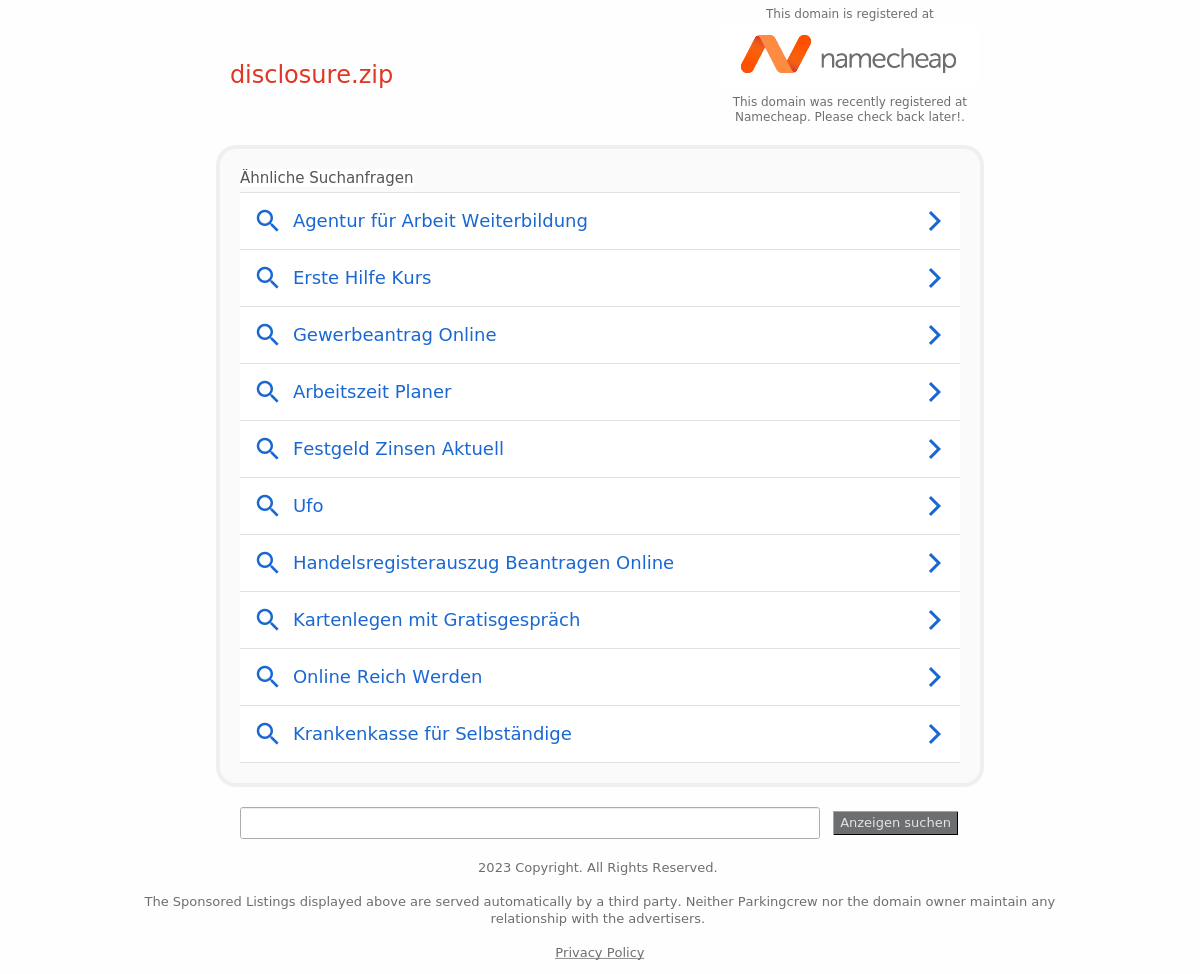 This domain is registered at
namecheap
disclosure.zip
This domain was recently registered at
Namecheap. Please check back later!.
Ähnliche Suchanfragen
Agentur für Arbeit Weiterbildung
Erste Hilfe Kurs
Gewerbeantrag Online
Arbeitszeit Planer
Festgeld Zinsen Aktuell
Ufo
Handelsregisterauszug Beantragen Online
Kartenlegen mit Gratisgespräch
Online Reich Werden
Krankenkasse für Selbständige
Anzeigen suchen
2023 Copyright. All Rights Reserved.
The Sponsored Listings displayed above are served automatically by a third party. Neither Parkingcrew nor the domain owner maintain any
relationship with the advertisers.
Privacy Policy